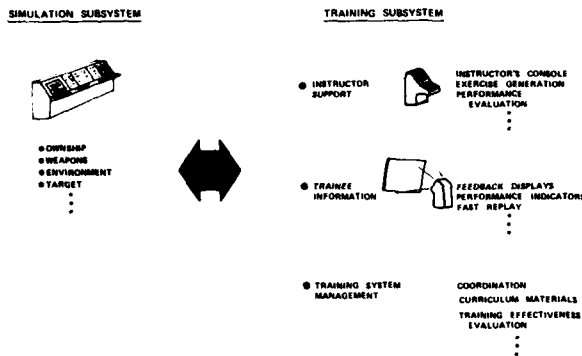 SIMULATION SUBSYSTEM
OWNSHIP
WEAPONS
ENVIRONMENT
TARGET
TRAINING SUBSYSTEM
INSTRUCTOR
SUPPORT
INSTRUCTOR'S CONSOLE
EXERCISE GENERATION
PERFORMANCE
EVALUATION
TRAINEE
INFORMATION
FEEDBACK DISPLAYS
PERFORMANCE INDICATORS
FAST REPLAY
TRAINING SYSTEM
MANAGEMENT
COORDINATION
CURRICULUM MATERIALS
TRAINING EFFECTIVENESS
EVALUATION